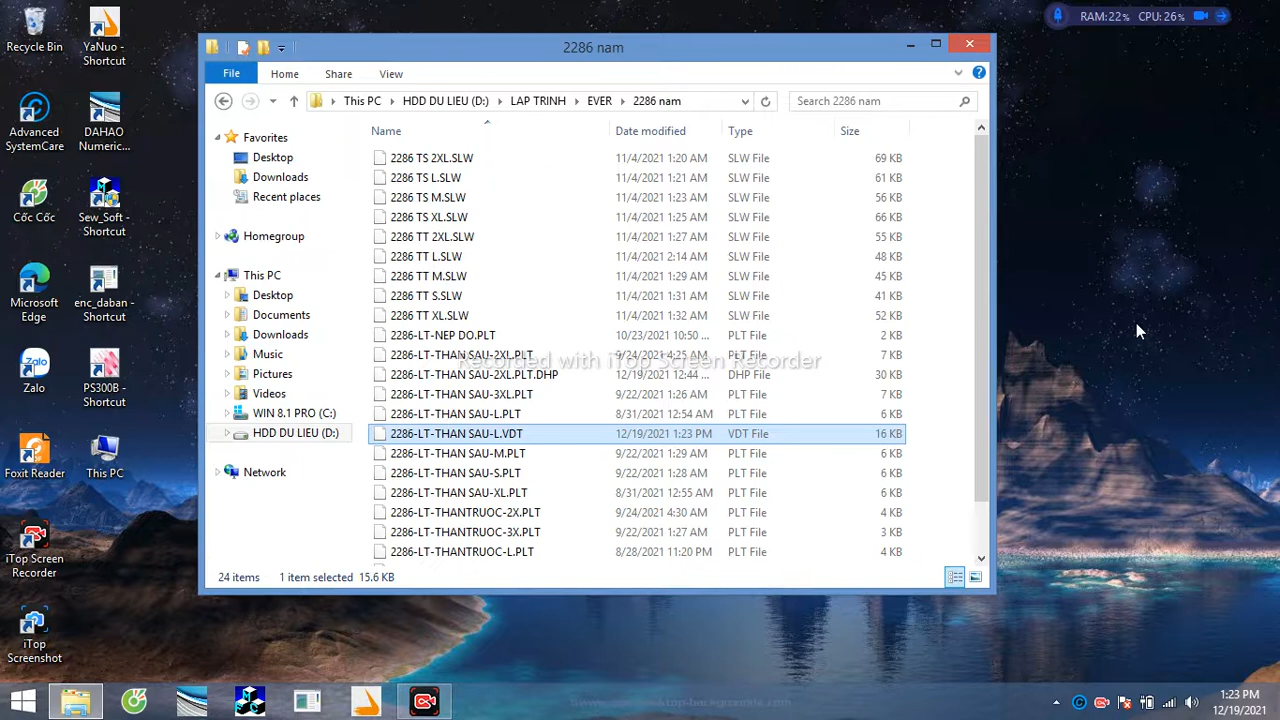 RAM:22% CPU:26%
Recycle Bin
YaNuo - Shortcut
Advanced SystemCare
DAHAO Numeric...
Cốc Cốc
Sew_Soft - Shortcut
Microsoft Edge
enc_daban - Shortcut
Zalo
PS300B - Shortcut
Foxit Reader
This PC
iTop Screen Recorder
iTop Screenshot
2286 nam
File Home Share View
This PC HDD DU LIEU (D:) LAP TRINH EVER 2286 nam Search 2286 nam
Favorites
Desktop
Downloads
Recent places
Homegroup
This PC
Desktop
Documents
Downloads
Music
Pictures
Videos
WIN 8.1 PRO (C:)
HDD DU LIEU (D:)
Network
Name Date modified Type Size
2286 TS 2XL.SLW 11/4/2021 1:20 AM SLW File 69 KB
2286 TS L.SLW 11/4/2021 1:21 AM SLW File 61 KB
2286 TS M.SLW 11/4/2021 1:23 AM SLW File 56 KB
2286 TS XL.SLW 11/4/2021 1:25 AM SLW File 66 KB
2286 TT 2XL.SLW 11/4/2021 1:27 AM SLW File 55 KB
2286 TT L.SLW 11/4/2021 2:14 AM SLW File 48 KB
2286 TT M.SLW 11/4/2021 1:29 AM SLW File 45 KB
2286 TT S.SLW 11/4/2021 1:31 AM SLW File 41 KB
2286 TT XL.SLW 11/4/2021 1:32 AM SLW File 52 KB
2286-LT-NEP DO.PLT 10/23/2021 10:50 ... PLT File 2 KB
2286-LT-THAN SAU-2XL.PLT 9/24/2021 4:25 AM PLT File 7 KB
Recorded with iTop Screen Recorder
2286-LT-THAN SAU-2XL.PLT.DHP 12/19/2021 12:44 ... DHP File 30 KB
2286-LT-THAN SAU-3XL.PLT 9/22/2021 1:26 AM PLT File 7 KB
2286-LT-THAN SAU-L.PLT 8/31/2021 12:54 AM PLT File 6 KB
2286-LT-THAN SAU-L.VDT 12/19/2021 1:23 PM VDT File 16 KB
2286-LT-THAN SAU-M.PLT 9/22/2021 1:29 AM PLT File 6 KB
2286-LT-THAN SAU-S.PLT 9/22/2021 1:28 AM PLT File 6 KB
2286-LT-THAN SAU-XL.PLT 8/31/2021 12:55 AM PLT File 6 KB
2286-LT-THANTRUOC-2X.PLT 9/24/2021 4:30 AM PLT File 4 KB
2286-LT-THANTRUOC-3X.PLT 9/22/2021 1:27 AM PLT File 3 KB
2286-LT-THANTRUOC-L.PLT 8/28/2021 11:20 PM PLT File 4 KB
24 items 1 item selected 15.6 KB
1:23 PM
12/19/2021